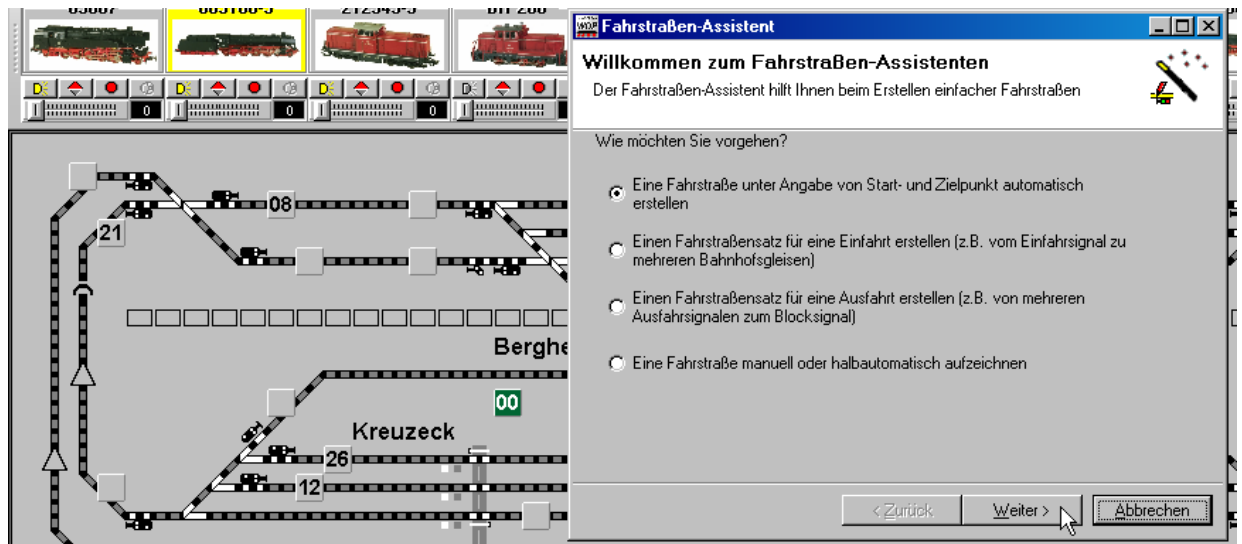 Fahrstraßen-Assistent
Willkommen zum Fahrstraßen-Assistenten
Der Fahrstraßen-Assistent hilft Ihnen beim Erstellen einfacher Fahrstraßen
Wie möchten Sie vorgehen?
Eine Fahrstraße unter Angabe von Start- und Zielpunkt automatisch
erstellen
Einen Fahrstraßensatz für eine Einfahrt erstellen (z.B. vom Einfahrsignal zu
mehreren Bahnhofsgleisen)
Einen Fahrstraßensatz für eine Ausfahrt erstellen (z.B. von mehreren
Ausfahrsignalen zum Blocksignal)
Eine Fahrstraße manuell oder halbautomatisch aufzeichnen
< Zurück
Weiter >
Abbrechen
0
0
0
08
21
Berghe
00
Kreuzeck
26
12